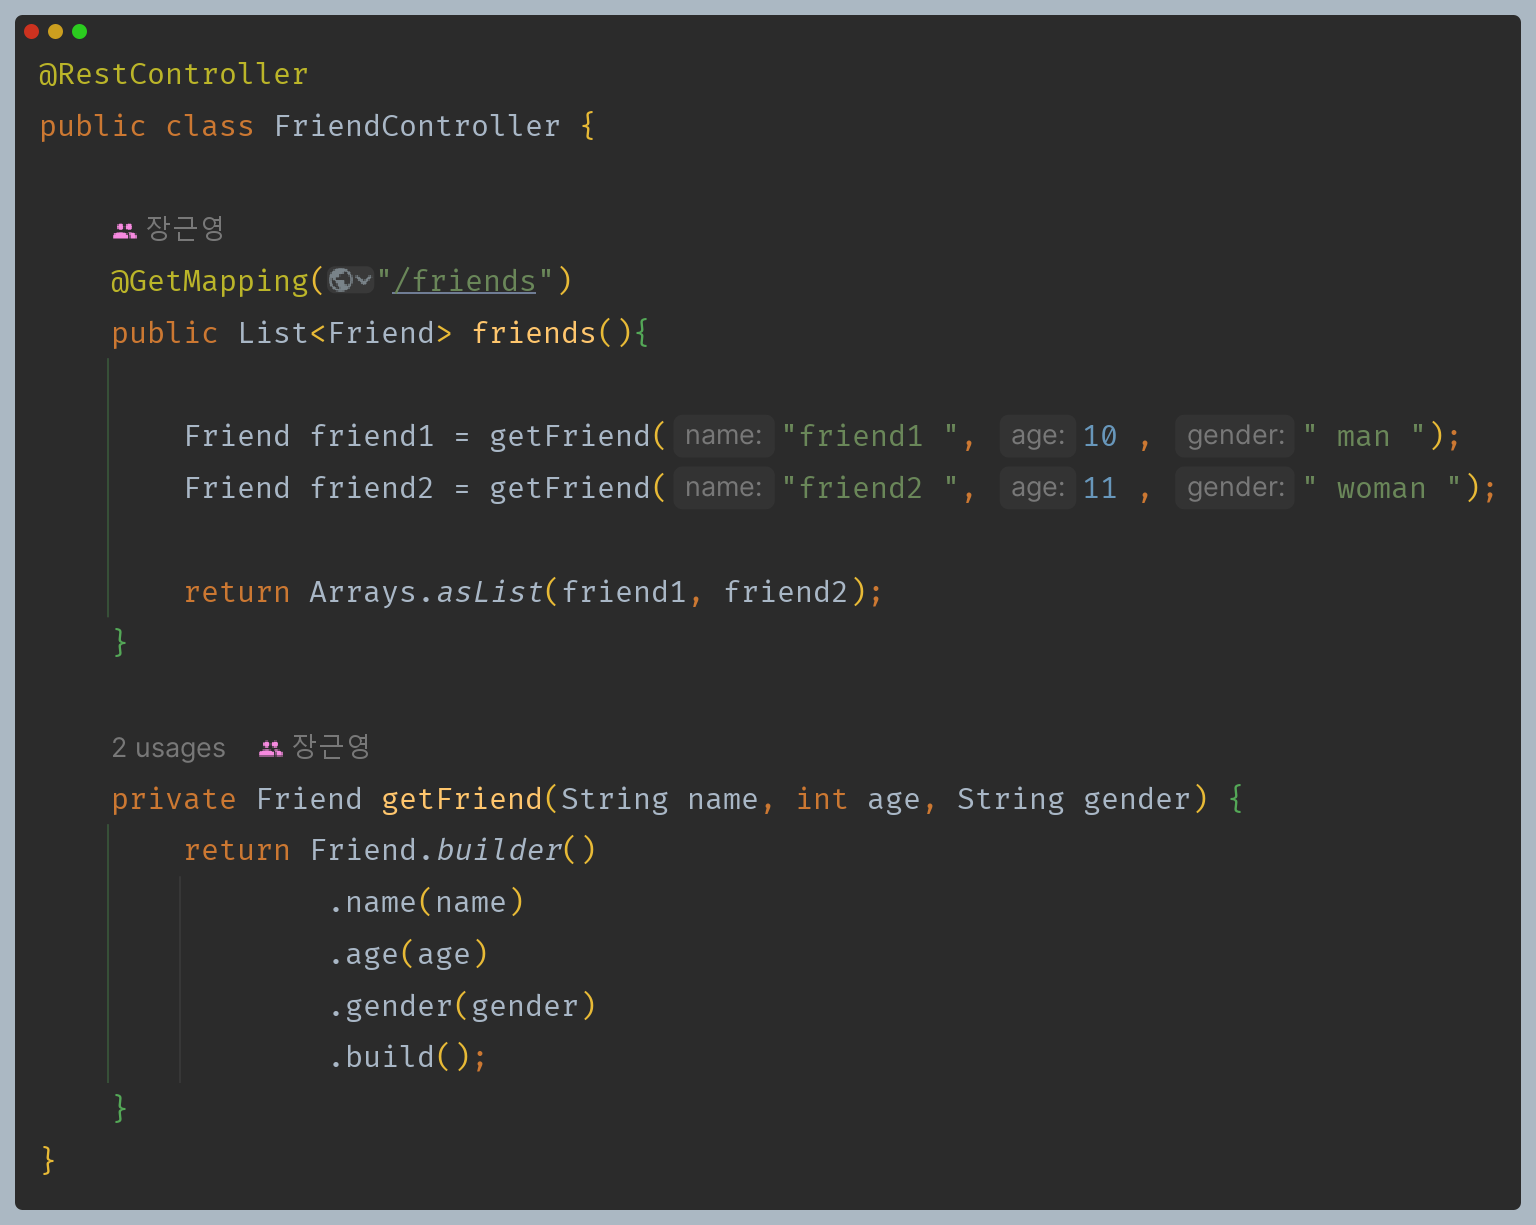 @RestController
public class FriendController {
장근영
@GetMapping("/friends")
public List<Friend> friends(){
Friend friend1 = getFriend( name: "friend1 ", age: 10 , gender: " man ");
Friend friend2 = getFriend( name: "friend2 ", age: 11 , gender: " woman ");
return Arrays.asList(friend1, friend2);
}
2 usages 장근영
private Friend getFriend(String name, int age, String gender) {
return Friend.builder()
.name(name)
.age(age)
.gender(gender)
.build();
}
}